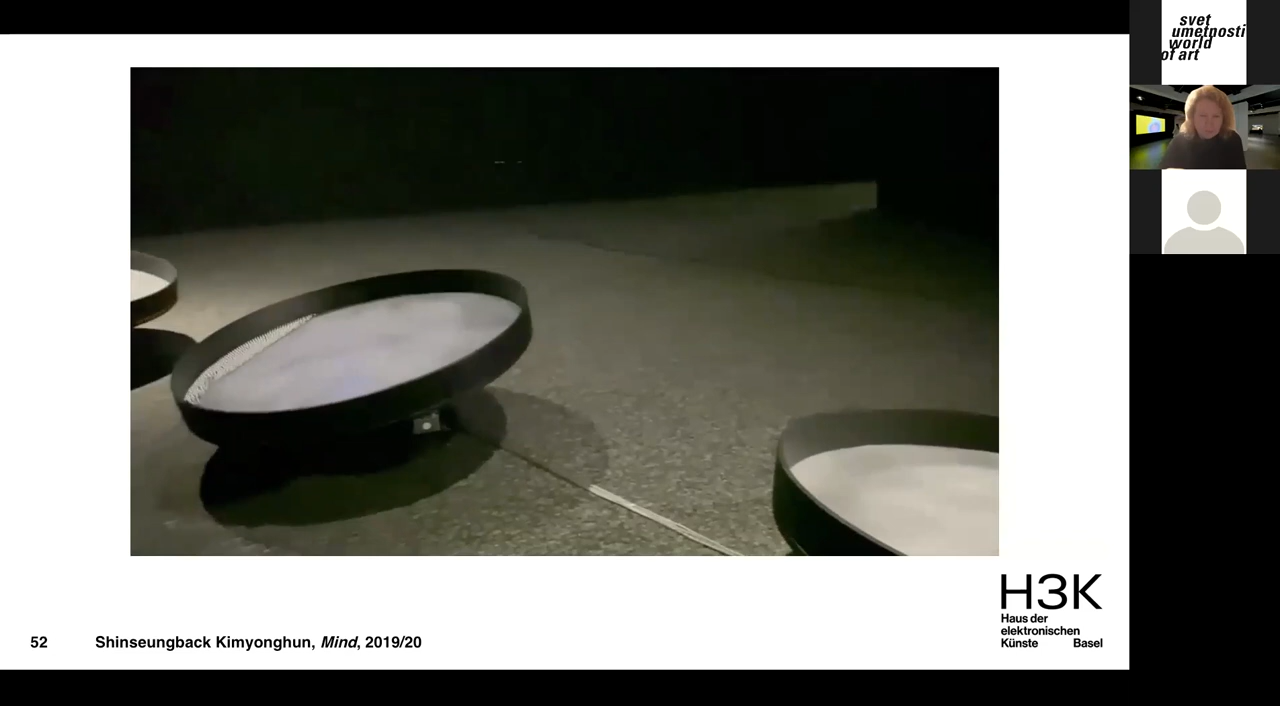 svet
umetnosti
world
of art
H3K
Haus der
elektronischen
Künste Basel
52 Shinseungback Kimyonghun, Mind, 2019/20